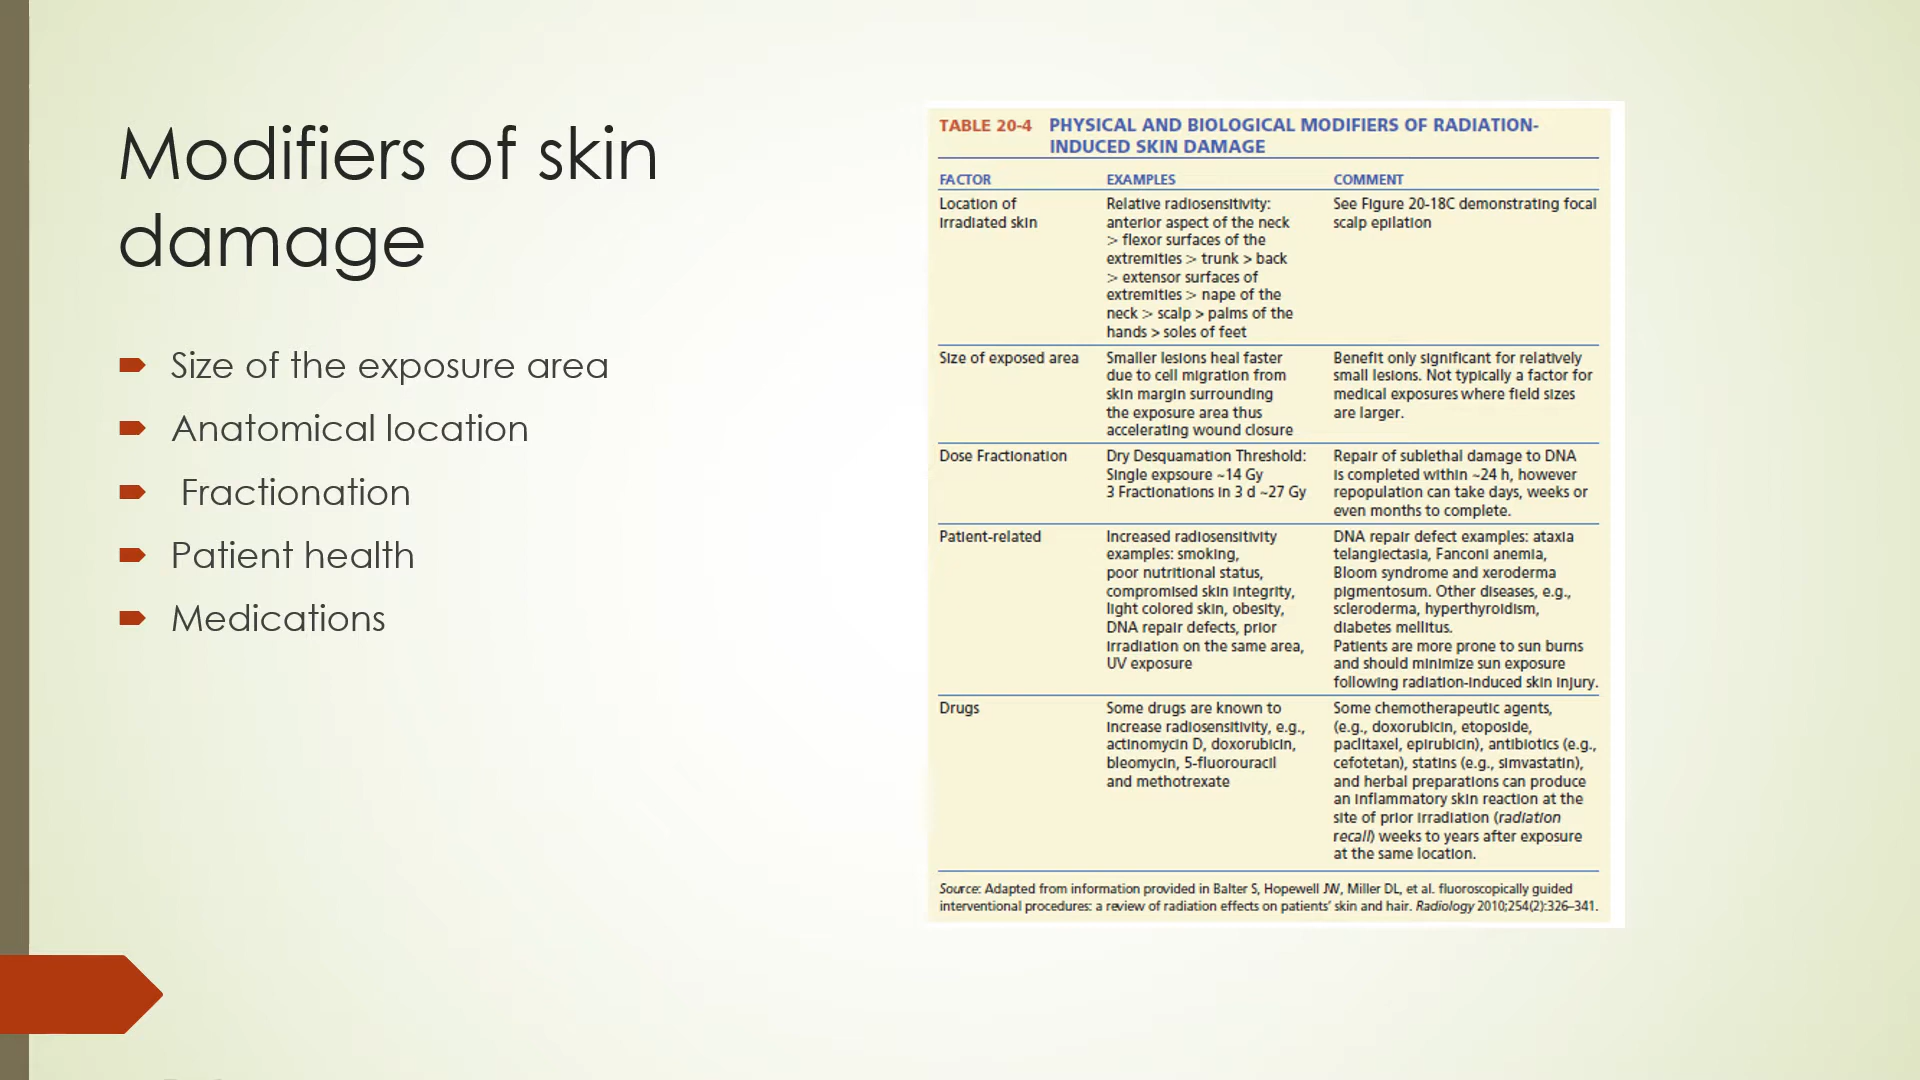 Modifiers of skin
damage
Size of the exposure area
Anatomical location
Fractionation
Patient health
Medications
TABLE 20-4 PHYSICAL AND BIOLOGICAL MODIFIERS OF RADIATION-
INDUCED SKIN DAMAGE
FACTOR EXAMPLES COMMENT
Location of Relative radiosensitivity: See Figure 20-18C demonstrating focal
irradiated skin anterior aspect of the neck scalp epilation
> flexor surfaces of the
extremities > trunk > back
> extensor surfaces of
extremities > nape of the
neck > scalp > palms of the
hands > soles of feet
Size of exposed area Smaller lesions heal faster Benefit only significant for relatively
due to cell migration from small lesions. Not typically a factor for
skin margin surrounding medical exposures where field sizes
the exposure area thus are larger.
accelerating wound closure
Dose Fractionation Dry Desquamation Threshold: Repair of sublethal damage to DNA
Single expsoure ~14 Gy is completed within ~24 h, however
3 Fractionations in 3 d ~27 Gy repopulation can take days, weeks or
even months to complete.
Patient-related Increased radiosensitivity DNA repair defect examples: ataxia
examples: smoking, telangiectasia, Fanconi anemia,
poor nutritional status, Bloom syndrome and xeroderma
compromised skin integrity, pigmentosum. Other diseases, e.g.,
light colored skin, obesity, scleroderma, hyperthyroidism,
DNA repair defects, prior diabetes mellitus.
irradiation on the same area, Patients are more prone to sun burns
UV exposure and should minimize sun exposure
following radiation-induced skin injury.
Drugs Some drugs are known to Some chemotherapeutic agents,
increase radiosensitivity, e.g., (e.g., doxorubicin, etoposide,
actinomycin D, doxorubicin, paclitaxel, epirubicin), antibiotics (e.g.,
bleomycin, 5-fluorouracil cefotetan), statins (e.g., simvastatin),
and methotrexate and herbal preparations can produce
an inflammatory skin reaction at the
site of prior irradiation (radiation
recall) weeks to years after exposure
at the same location.
Source: Adapted from information provided in Balter S, Hopewell JW, Miller DL, et al. fluoroscopically guided
interventional procedures: a review of radiation effects on patients' skin and hair. Radiology 2010;254(2):326–341.